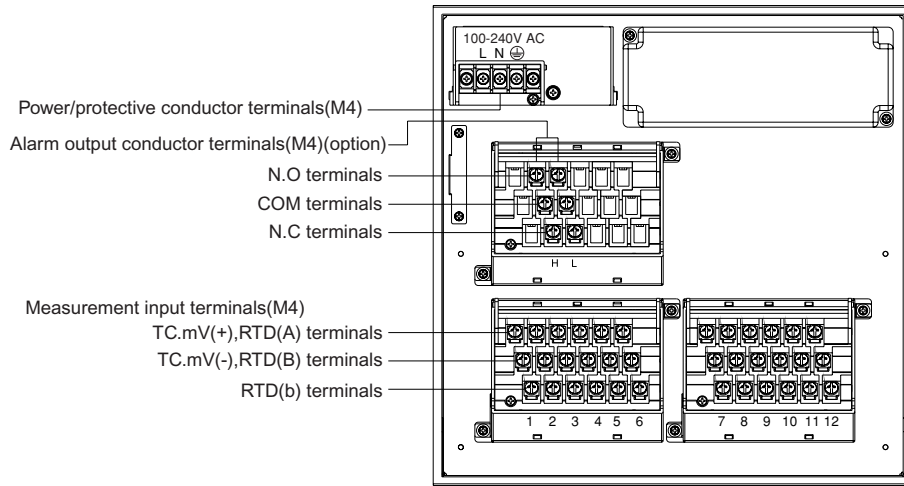 100-240V AC
L N
Power/protective conductor terminals(M4)
Alarm output conductor terminals(M4)(option)
N.O terminals
COM terminals
N.C terminals
H L
Measurement input terminals(M4)
TC.mV(+),RTD(A) terminals
TC.mV(-),RTD(B) terminals
RTD(b) terminals
1 2 3 4 5 6
7 8 9 10 11 12